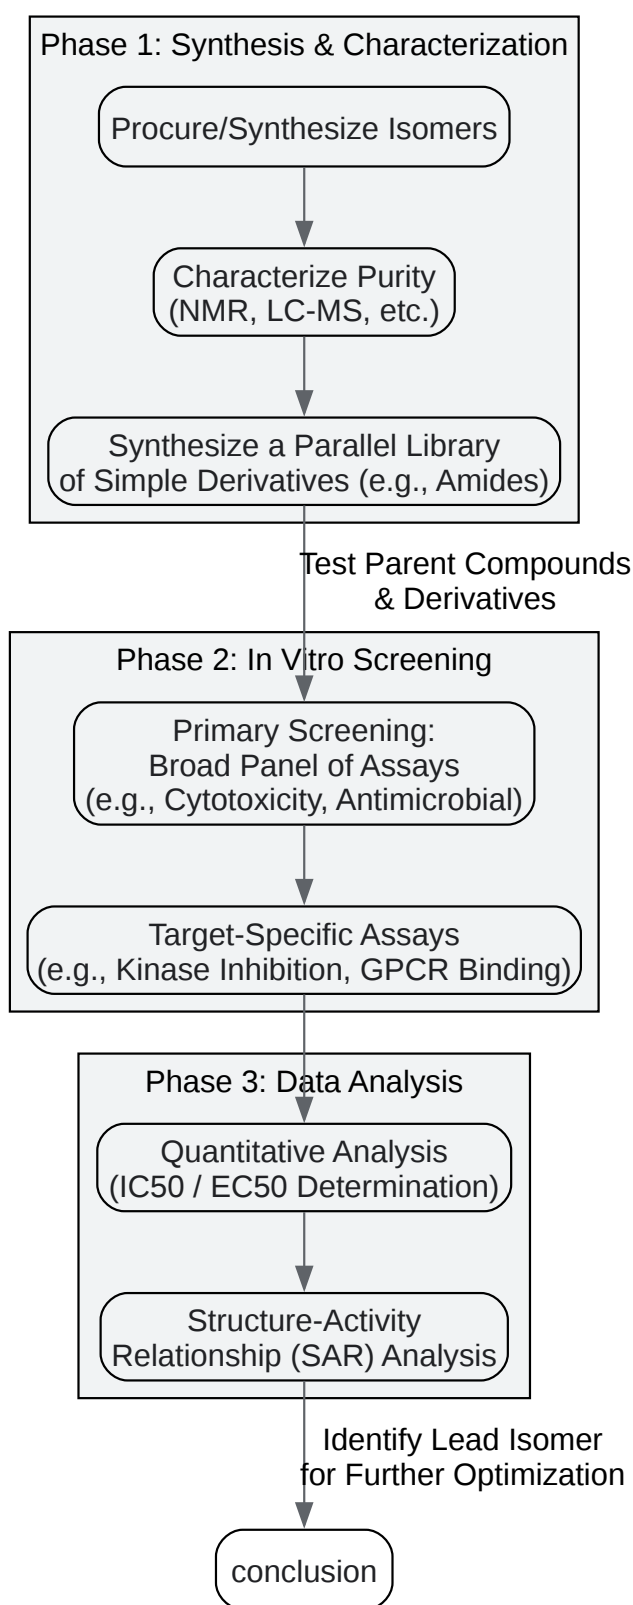 Phase 1: Synthesis & Characterization
Procure/Synthesize Isomers
Characterize Purity
(NMR, LC-MS, etc.)
Synthesize a Parallel Library
of Simple Derivatives (e.g., Amides)
Test Parent Compounds
& Derivatives
Phase 2: In Vitro Screening
Primary Screening:
Broad Panel of Assays
(e.g., Cytotoxicity, Antimicrobial)
Target-Specific Assays
(e.g., Kinase Inhibition, GPCR Binding)
Phase 3: Data Analysis
Quantitative Analysis
(IC50 / EC50 Determination)
Structure-Activity
Relationship (SAR) Analysis
Identify Lead Isomer
for Further Optimization
conclusion